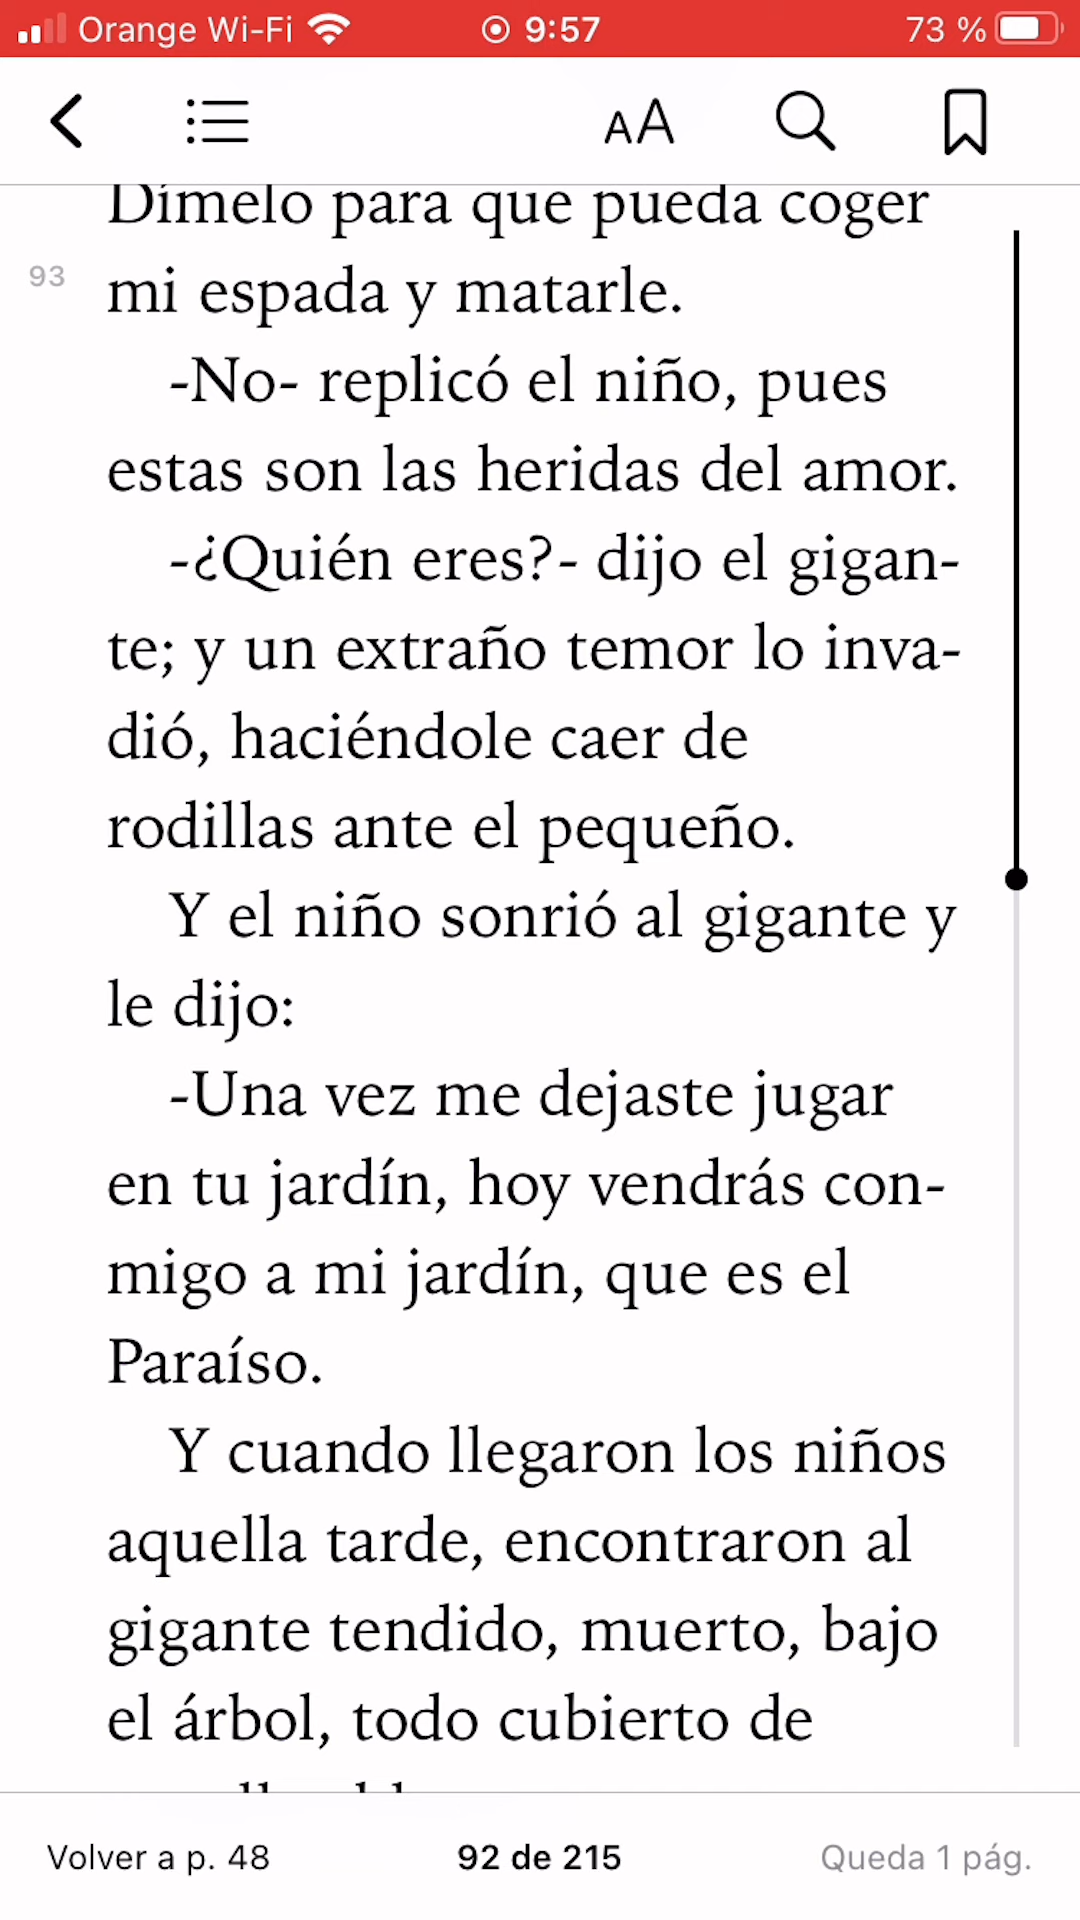 Orange Wi-Fi 9:57 73 %
AA
Dímelo para que pueda coger
93 mi espada y matarle.
-No- replicó el niño, pues
estas son las heridas del amor.
-¿Quién eres?- dijo el gigan-
te; y un extraño temor lo inva-
dió, haciéndole caer de
rodillas ante el pequeño.
Y el niño sonrió al gigante y
le dijo:
-Una vez me dejaste jugar
en tu jardín, hoy vendrás con-
migo a mi jardín, que es el
Paraíso.
Y cuando llegaron los niños
aquella tarde, encontraron al
gigante tendido, muerto, bajo
el árbol, todo cubierto de
Volver a p. 48 92 de 215 Queda 1 pág.